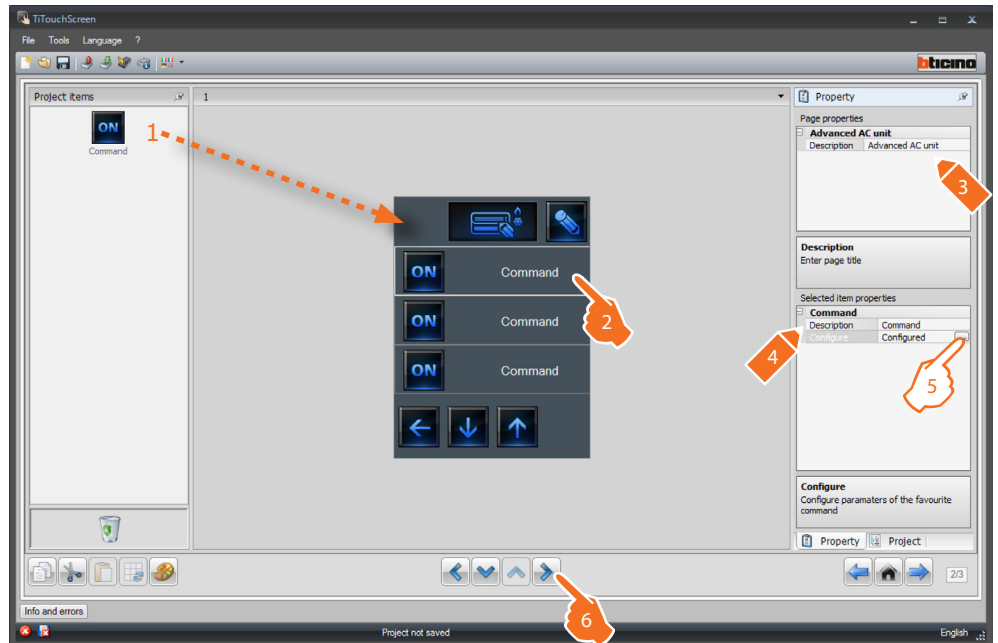 TiTouchScreen
File Tools Language ?
bticino
Project items
1
Property
ON
Command
1
Page properties
Advanced AC unit
Description Advanced AC unit
3
Description
Enter page title
ON Command
2
ON Command
ON Command
Selected item properties
Command
Description Command
Configure Configured
4
5
Configure
Configure paramaters of the favourite
command
Property Project
2/3
6
Info and errors
Project not saved
English